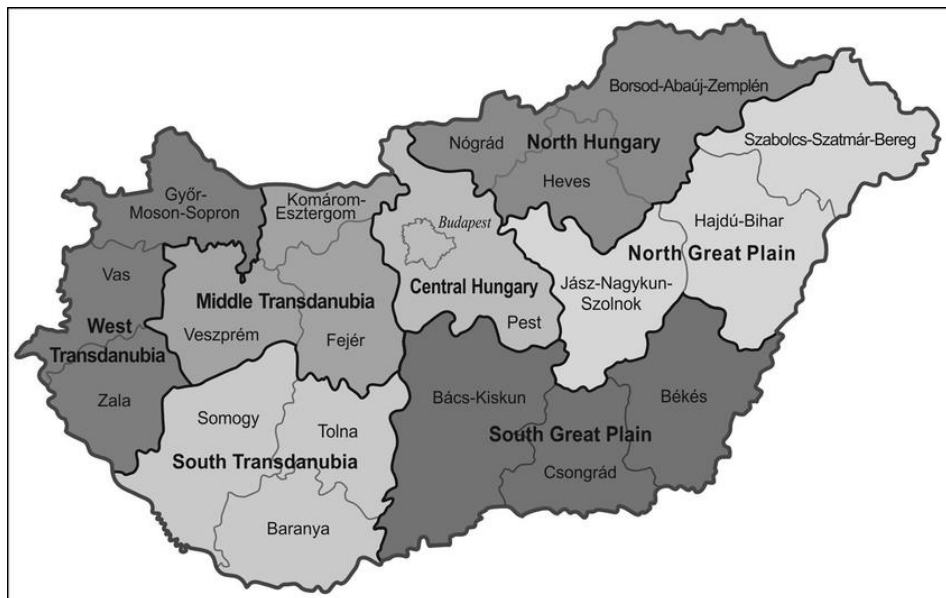 Borsod-Abaúj-Zemplén
Szabolcs-Szatmár-Bereg
Nógrád
North Hungary
Heves
Győr-
Moson-Sopron
Komárom-
Esztergom
Budapest
Hajdú-Bihar
North Great Plain
Vas
Middle Transdanubia
Central Hungary
Jász-Nagykun-
Szolnok
West
Transdanubia
Veszprém
Fejér
Pest
Zala
Somogy
Tolna
South Transdanubia
Baranya
Bács-Kiskun
Békés
South Great Plain
Csongrád